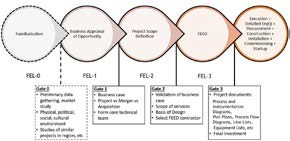 Familiarization
Business Appraisal
of Opportunity
Project Scope
Definition
FEED
Execution =
Detailed Eng'g +
Procurement +
Construction +
Installation +
Commissioning +
Startup
FEL-0
FEL-1
FEL-2
FEL-3
Gate 0
• Preliminary data
gathering, market
study
• Physical, political,
social, cultural
environment
• Studies of similar
projects in region, etc
Gate 1
• Business case
• Project vs Merger vs
Acquisition
• Form core technical
team
Gate 2
• Validation of business
case
• Scope of services
• Basis of Design
• Select FEED contractor
Gate 3
• Project documents:
Process and
Instrumentation
Diagrams,
Plot Plans, Process Flow
Diagrams, Line Lists,
Equipment Lists, etc
• Final Investment